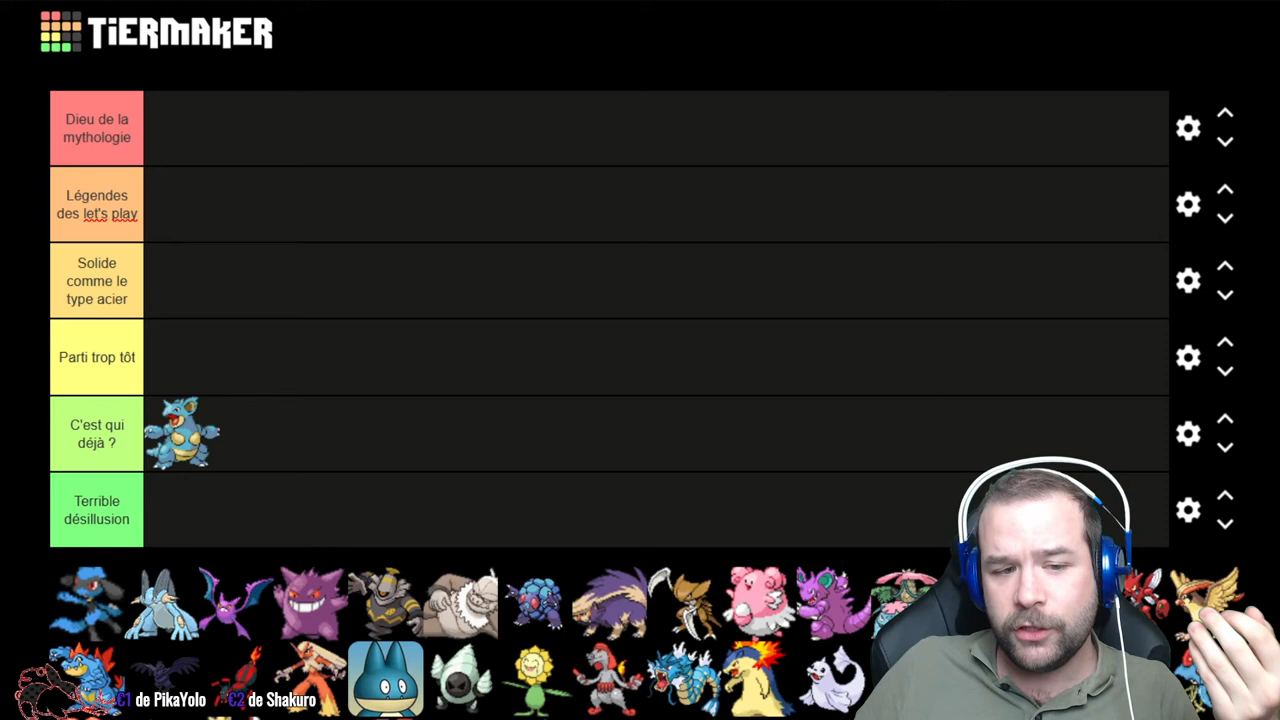 TiERMAKER
Dieu de la
mythologie
Légendes
des let's play
Solide
comme le
type acier
Parti trop tôt
C'est qui
déjà ?
Terrible
désillusion
C1 de PikaYolo C2 de Shakuro